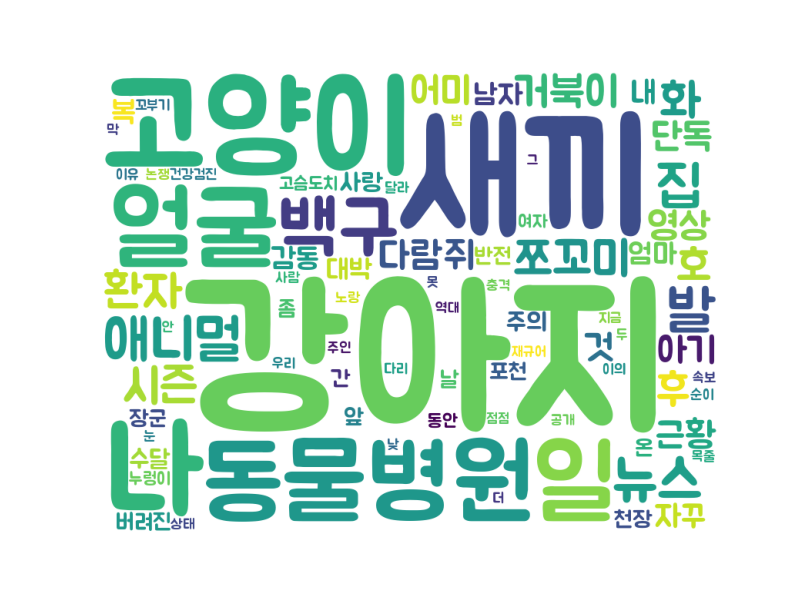 고양이
새끼
어미
남자
거북이
내
화
복
꼬부기
막
범
단독
이유
논쟁
건강검진
고슴도치
사랑
달라
그
집
얼굴
백구
여자
영상
감동
대박
다람쥐
반전
쪼꼬미
엄마
호
사람
못
충격
환자
노랑
강아지
역대
발
좀
주의
지금
애니멀
안
주인
재규어
두
것
아기
우리
다리
포천
이의
시즌
간
날
후
속보
순이
장군
앞
동안
점점
공개
눈
나
동물병원
낮
일
온
근황
수달
목줄
누렁이
더
뉴스
버려진
상태
천장
자꾸